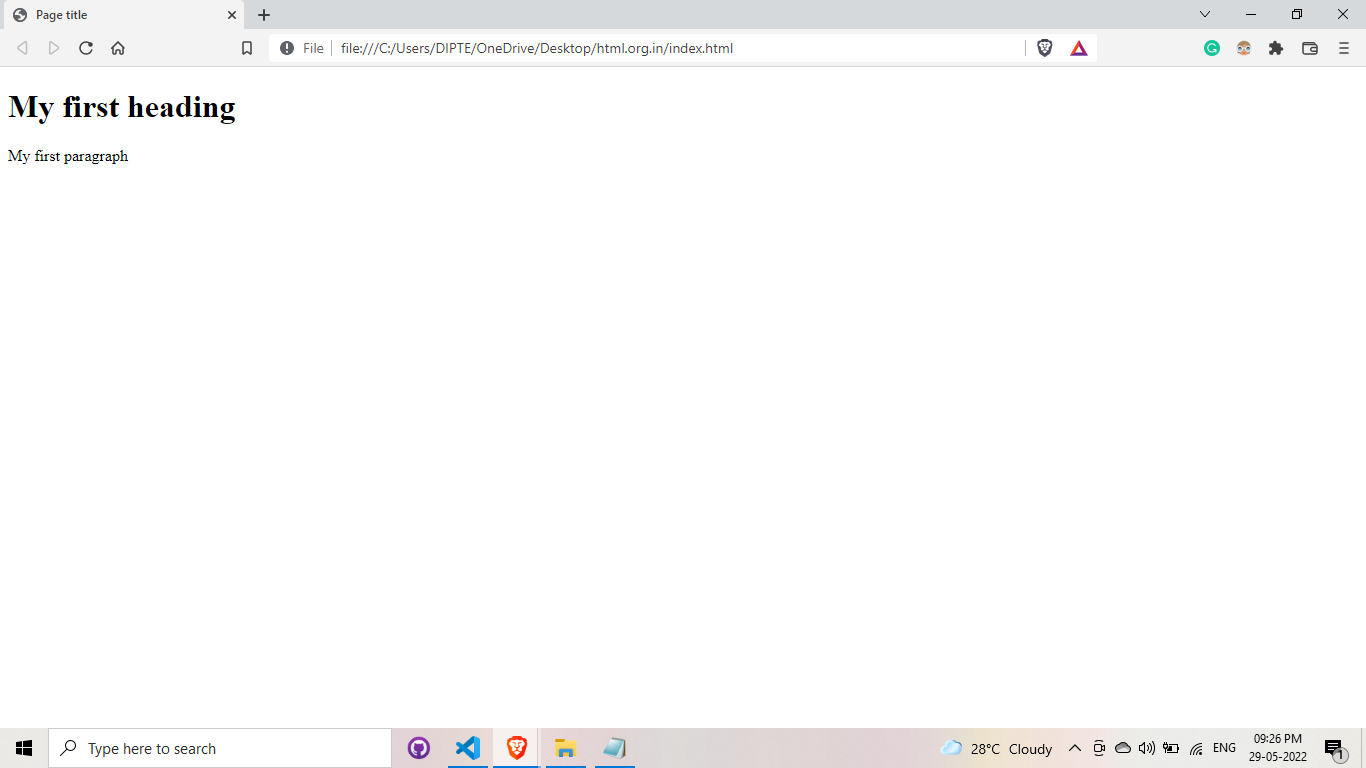 Page title
File file:///C:/Users/DIPTE/OneDrive/Desktop/html.org.in/index.html
My first heading
My first paragraph
Type here to search
28°C Cloudy
ENG
09:26 PM
29-05-2022
1